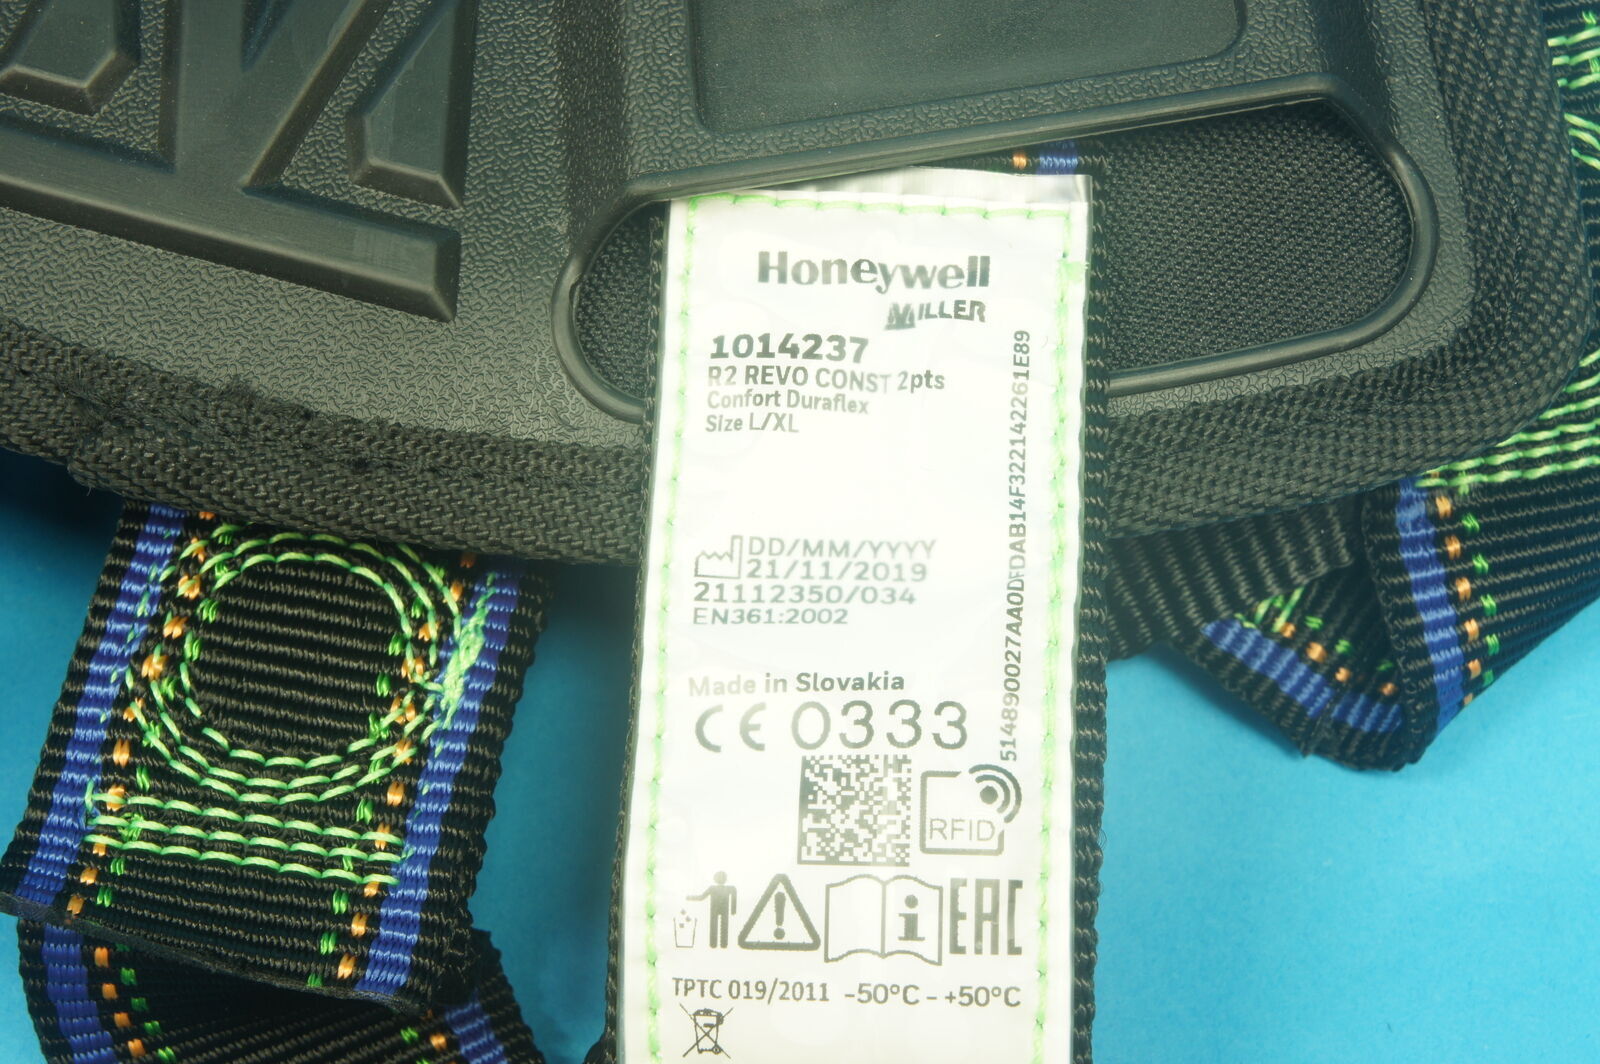 Honeywell
MILLER
1014237
R2 REVO CONST 2pts
Confort Duraflex
Size L/XL
DD/MM/YYYY
21/11/2019
21112350/034
EN361:2002
Made in Slovakia
CE 0333
RFID
EAC
TPTC 019/2011 -50°C - +50°C